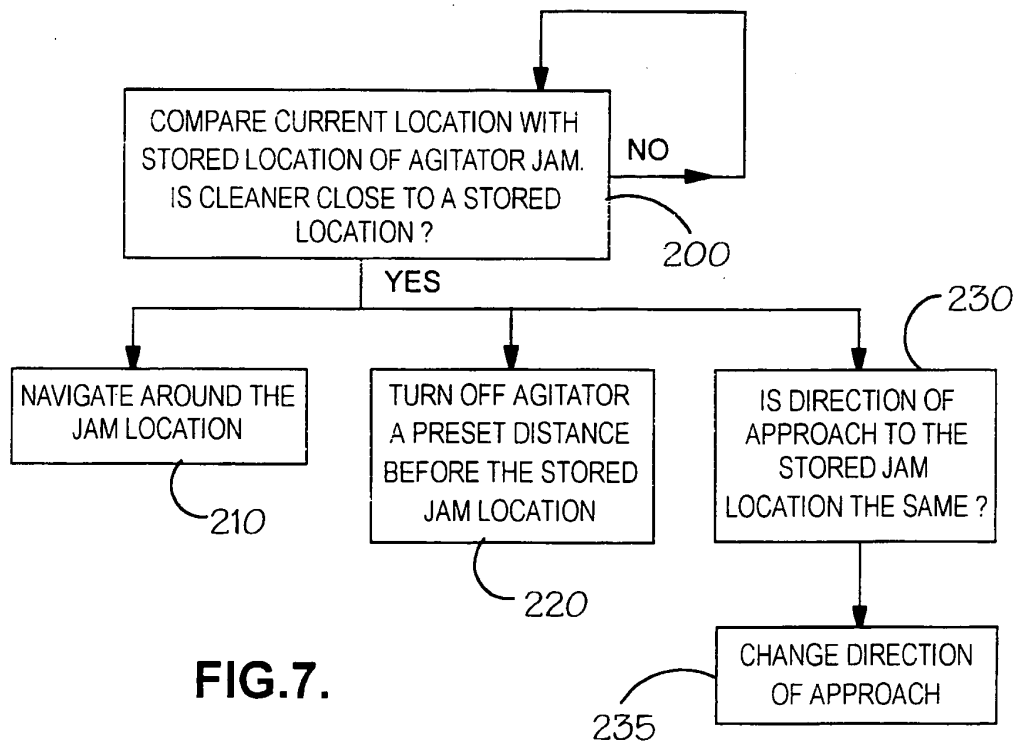 COMPARE CURRENT LOCATION WITH
STORED LOCATION OF AGITATOR JAM.
IS CLEANER CLOSE TO A STORED
LOCATION ?
NO
200
YES
230
NAVIGATE AROUND THE
JAM LOCATION
210
TURN OFF AGITATOR
A PRESET DISTANCE
BEFORE THE STORED
JAM LOCATION
220
IS DIRECTION OF
APPROACH TO THE
STORED JAM
LOCATION THE SAME ?
CHANGE DIRECTION
OF APPROACH
235
FIG.7.